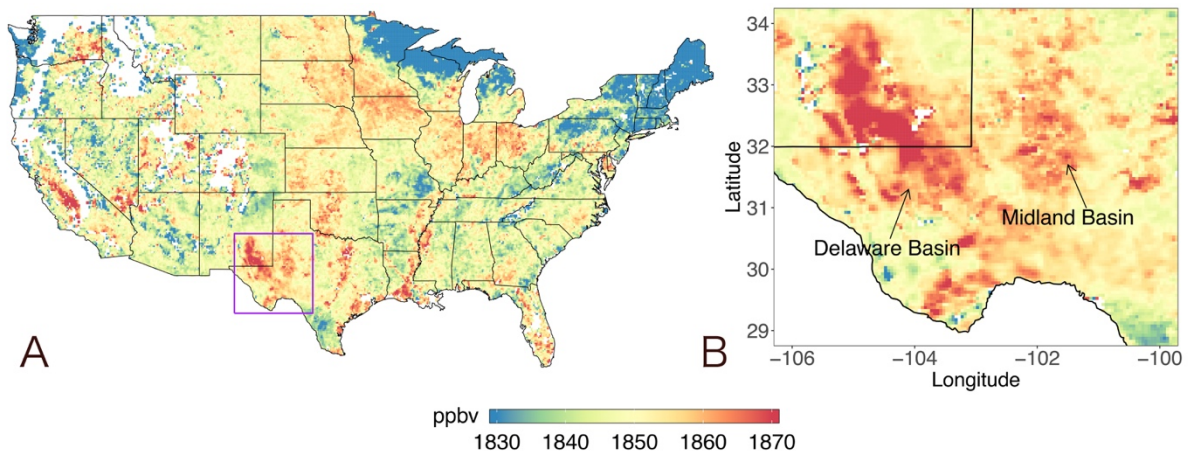 A
B
34
33
32
31
30
29
Latitude
Midland Basin
Delaware Basin
−106 −104 −102 −100
Longitude
ppbv
1830 1840 1850 1860 1870